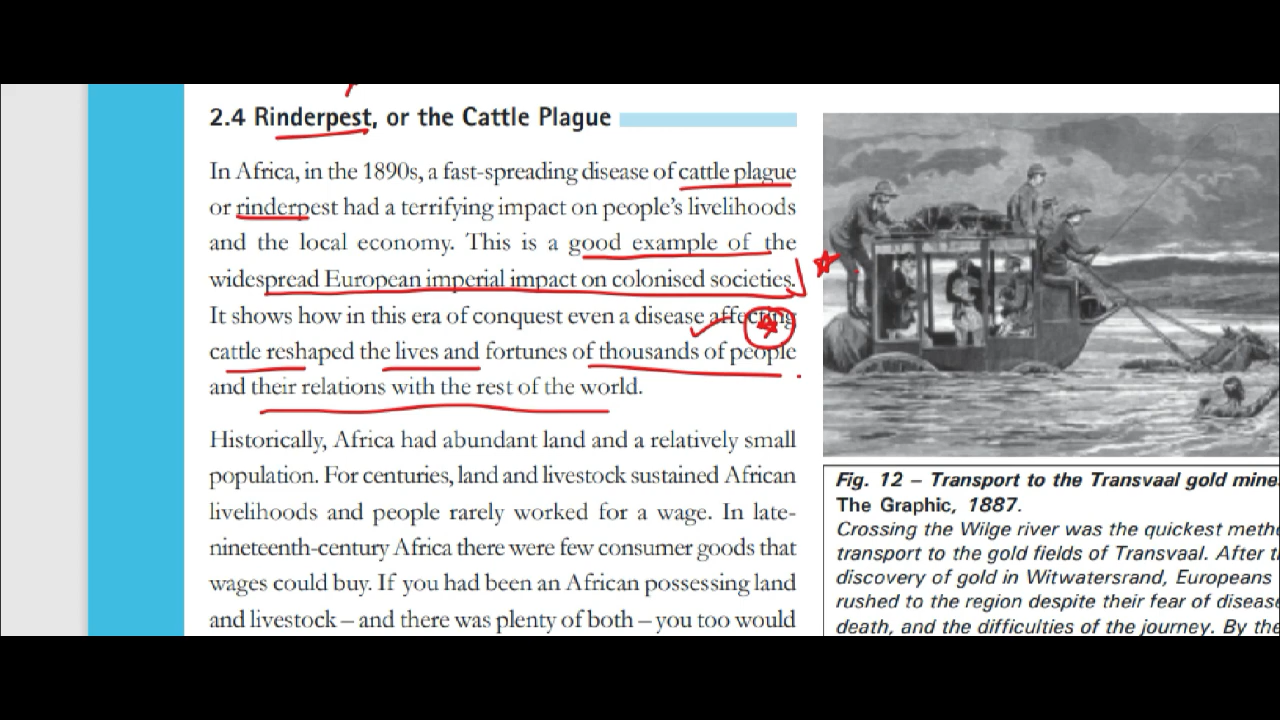 2.4 Rinderpest, or the Cattle Plague
In Africa, in the 1890s, a fast-spreading disease of cattle plague
or rinderpest had a terrifying impact on people's livelihoods
and the local economy. This is a good example of the
widespread European imperial impact on colonised societies.
It shows how in this era of conquest even a disease affecting
cattle reshaped the lives and fortunes of thousands of people
and their relations with the rest of the world.
Historically, Africa had abundant land and a relatively small
population. For centuries, land and livestock sustained African
livelihoods and people rarely worked for a wage. In late-
nineteenth-century Africa there were few consumer goods that
wages could buy. If you had been an African possessing land
and livestock – and there was plenty of both – you too would
Fig. 12 – Transport to the Transvaal gold mine
The Graphic, 1887.
Crossing the Wilge river was the quickest meth
transport to the gold fields of Transvaal. After t
discovery of gold in Witwatersrand, Europeans
rushed to the region despite their fear of disease
death, and the difficulties of the journey. By the